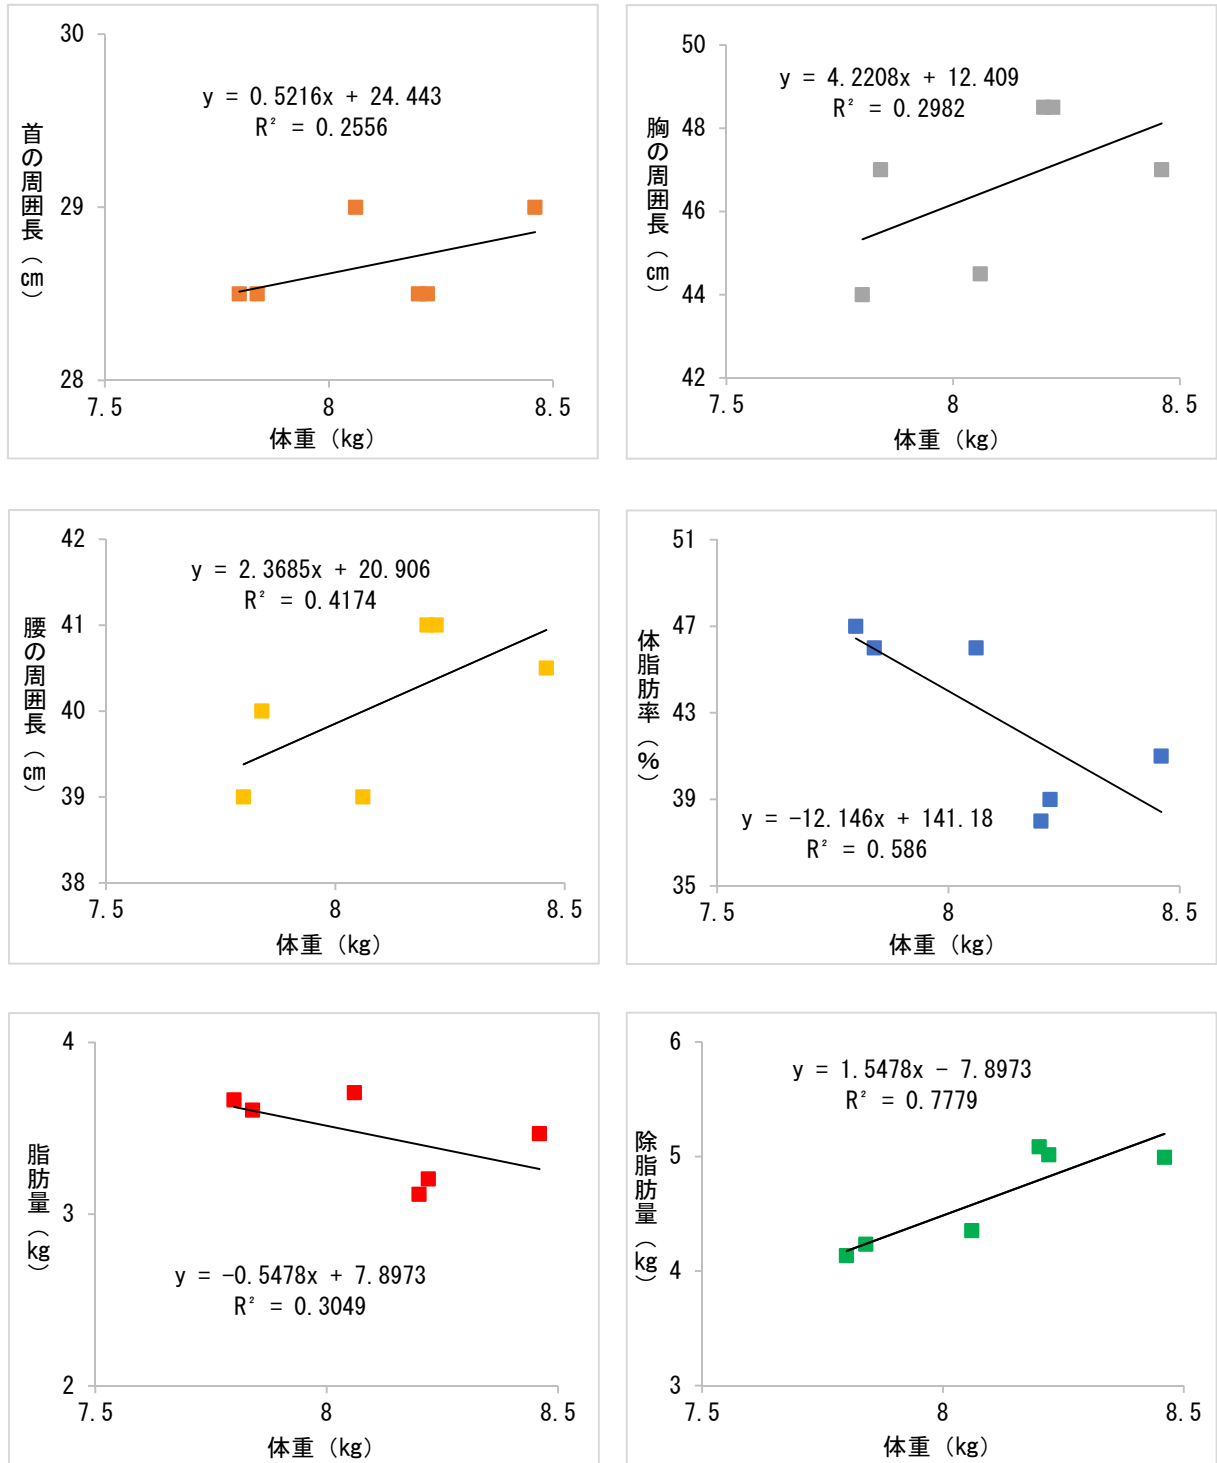 30
29
28
7.5
8
8.5
首の周囲長（㎝）
体重（kg）
y = 0.5216x + 24.443
R² = 0.2556
50
48
46
44
42
7.5
8
8.5
胸の周囲長（㎝）
体重（kg）
y = 4.2208x + 12.409
R² = 0.2982
42
41
40
39
38
7.5
8
8.5
腰の周囲長（㎝）
体重（kg）
y = 2.3685x + 20.906
R² = 0.4174
51
47
43
39
35
7.5
8
8.5
体脂肪率（%）
体重（kg）
y = -12.146x + 141.18
R² = 0.586
4
3
2
7.5
8
8.5
脂肪量（kg）
体重（kg）
y = -0.5478x + 7.8973
R² = 0.3049
6
5
4
3
7.5
8
8.5
除脂肪量（kg）
体重（kg）
y = 1.5478x - 7.8973
R² = 0.7779